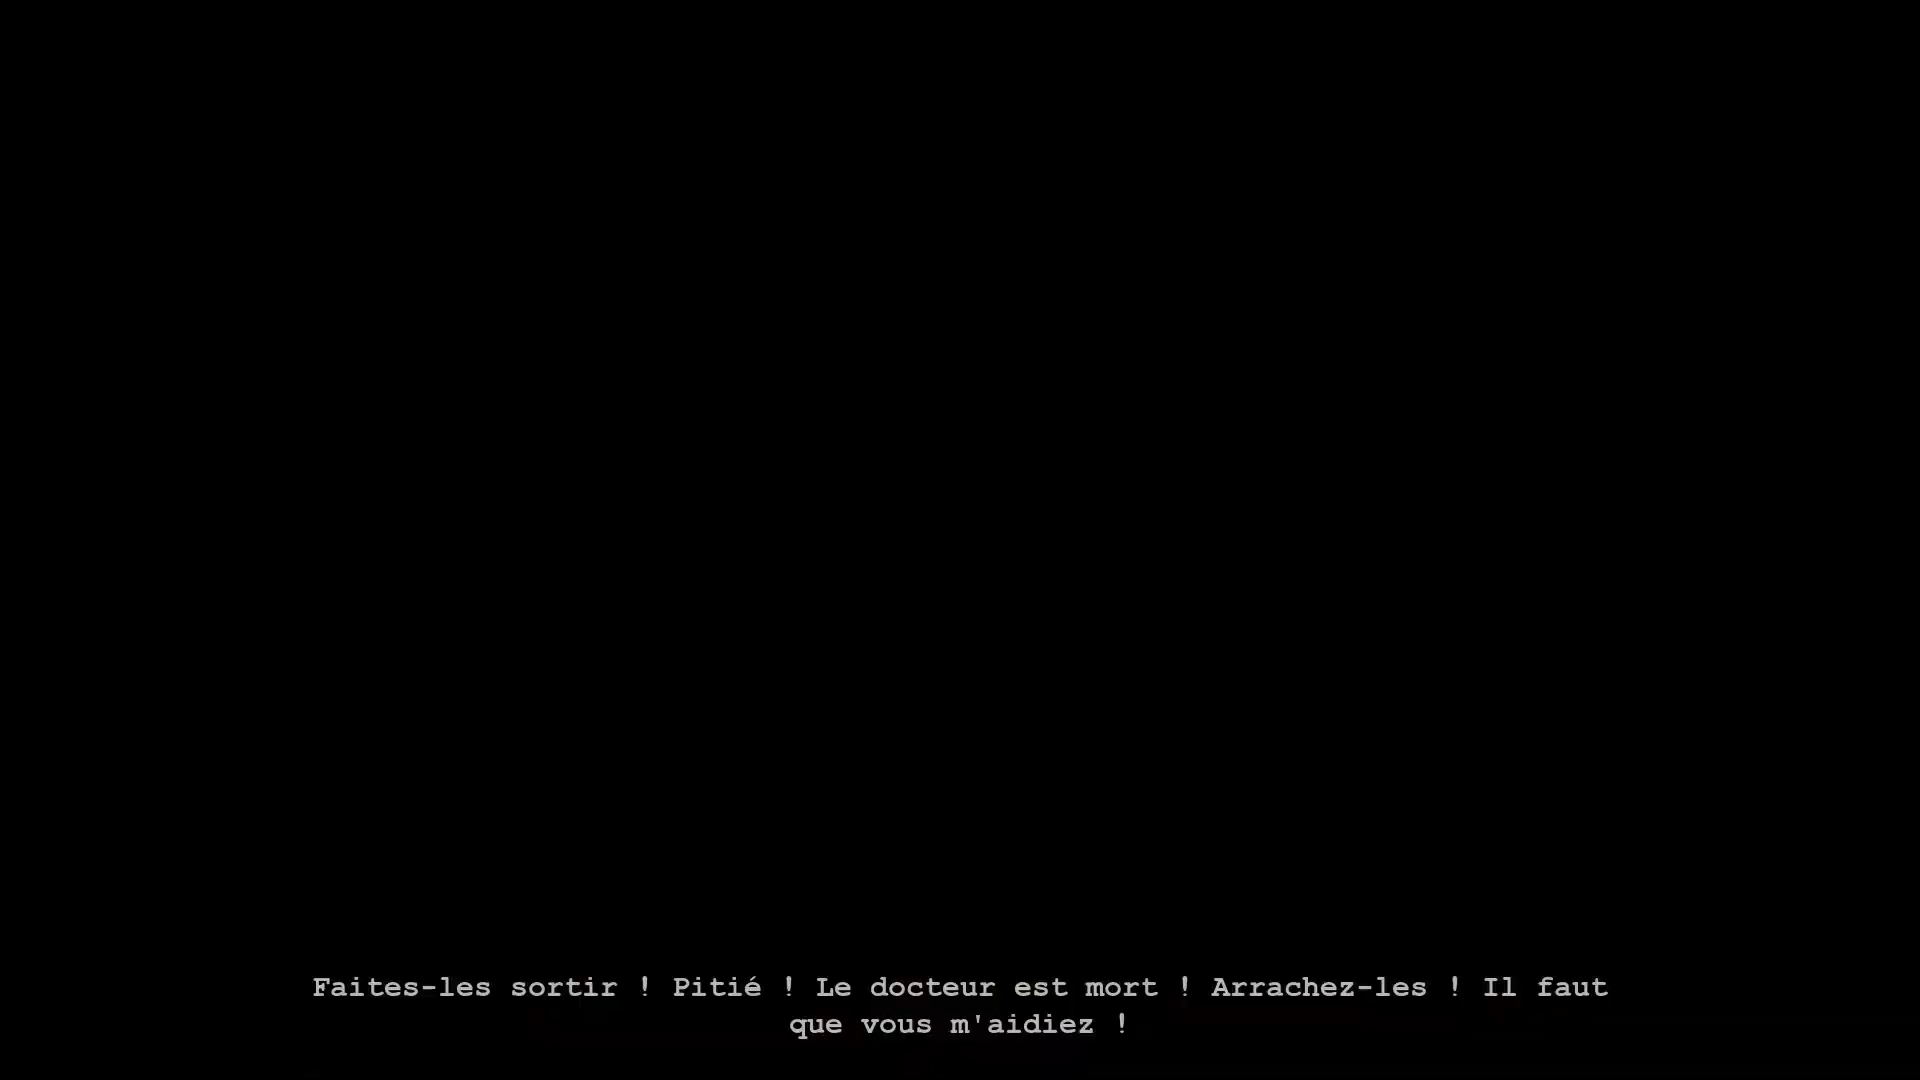 Faites-les sortir ! Pitié ! Le docteur est mort ! Arrachez-les ! Il faut
que vous m'aidiez !